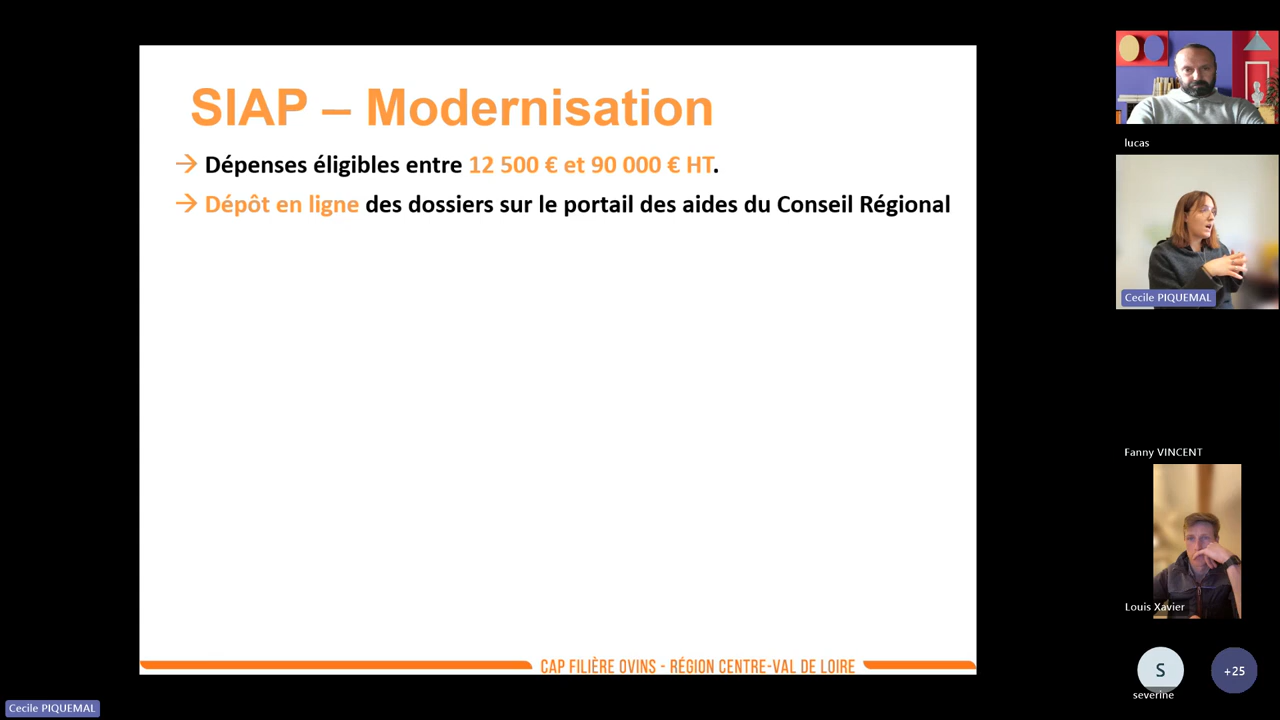 SIAP – Modernisation
→ Dépenses éligibles entre 12 500 € et 90 000 € HT.
→ Dépôt en ligne des dossiers sur le portail des aides du Conseil Régional
CAP FILIÈRE OVINS - RÉGION CENTRE-VAL DE LOIRE
lucas
Cecile PIQUEMAL
Fanny VINCENT
Louis Xavier
S
severine
+25
Cecile PIQUEMAL